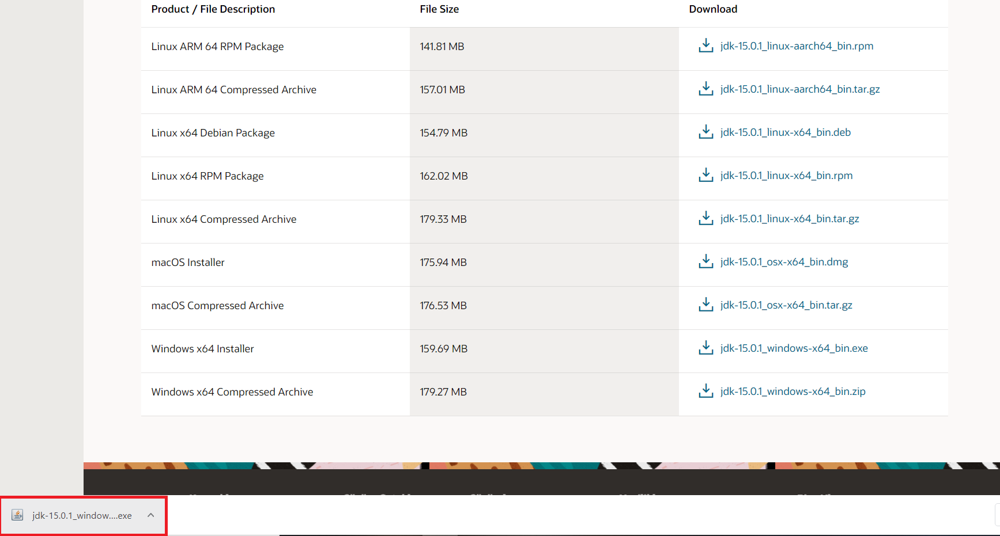 Product / File Description File Size Download
Linux ARM 64 RPM Package 141.81 MB jdk-15.0.1_linux-aarch64_bin.rpm
Linux ARM 64 Compressed Archive 157.01 MB jdk-15.0.1_linux-aarch64_bin.tar.gz
Linux x64 Debian Package 154.79 MB jdk-15.0.1_linux-x64_bin.deb
Linux x64 RPM Package 162.02 MB jdk-15.0.1_linux-x64_bin.rpm
Linux x64 Compressed Archive 179.33 MB jdk-15.0.1_linux-x64_bin.tar.gz
macOS Installer 175.94 MB jdk-15.0.1_osx-x64_bin.dmg
macOS Compressed Archive 176.53 MB jdk-15.0.1_osx-x64_bin.tar.gz
Windows x64 Installer 159.69 MB jdk-15.0.1_windows-x64_bin.exe
Windows x64 Compressed Archive 179.27 MB jdk-15.0.1_windows-x64_bin.zip
jdk-15.0.1_window....exe